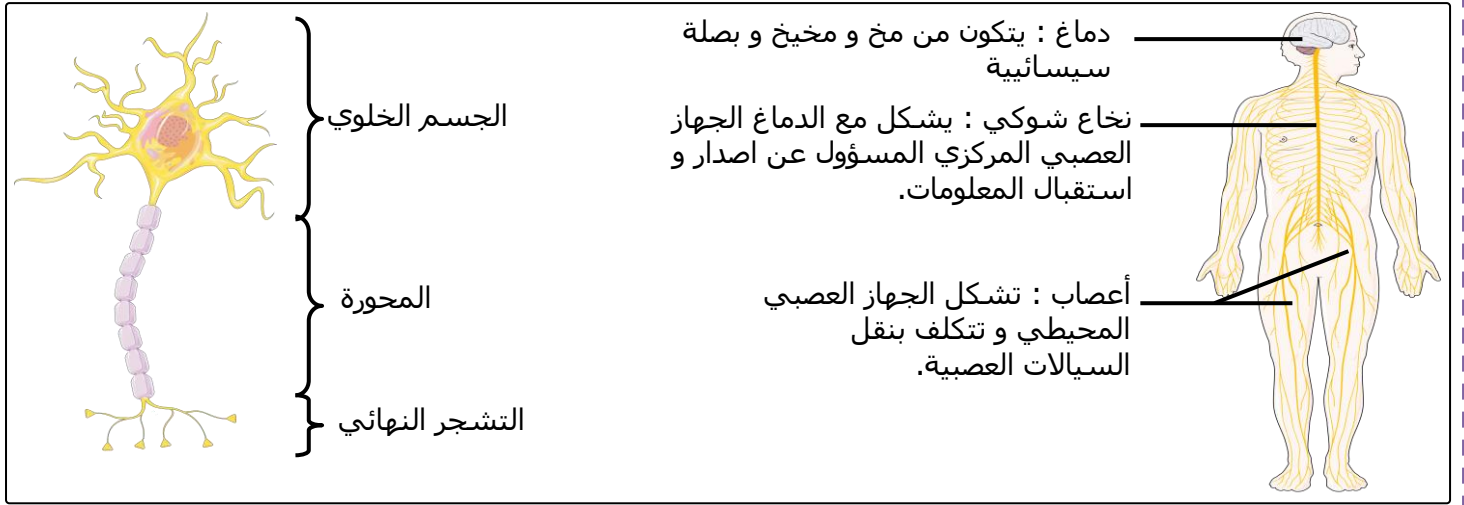 دماغ : يتكون من مخ و مخيخ و بصلة
سيسائيية
نخاع شوكي : يشكل مع الدماغ الجهاز
العصبي المركزي المسؤول عن اصدار و
استقبال المعلومات.
أعصاب : تشكل الجهاز العصبي
المحيطي و تتكلف بنقل
السيالات العصبية.
الجسم الخلوي
المحورة
التشجر النهائي